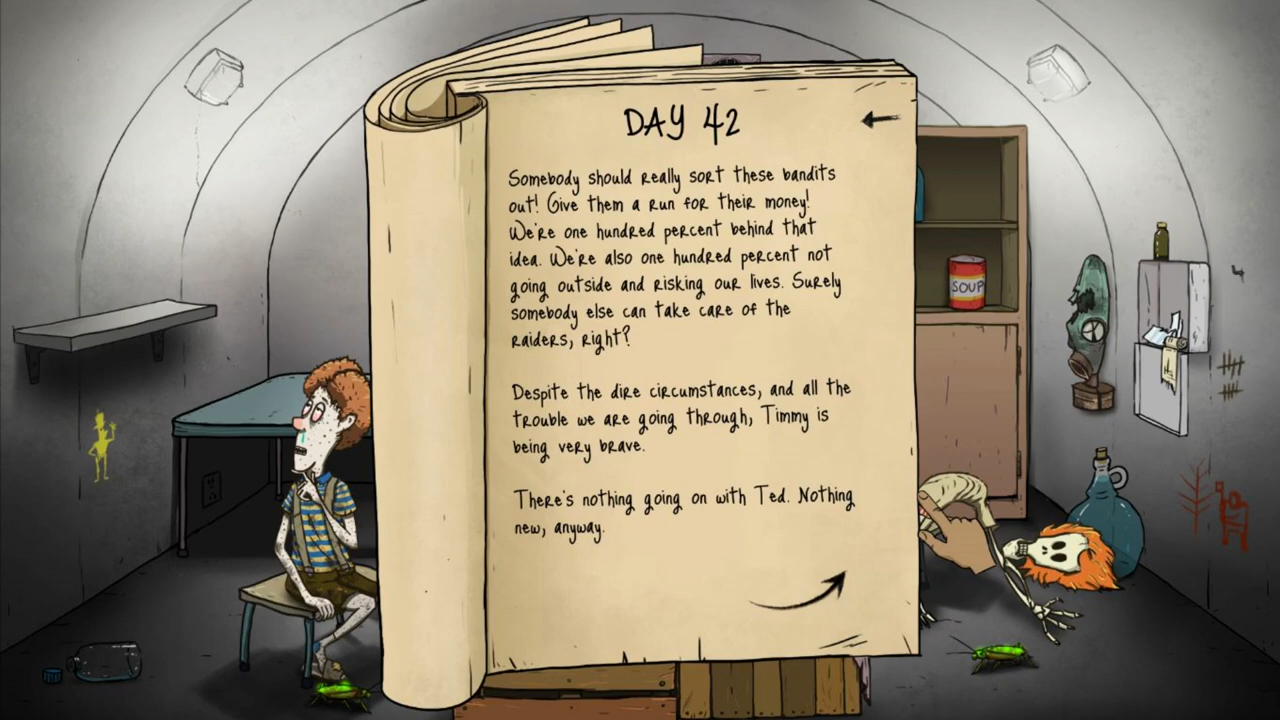 DAY 42
Somebody should really sort these bandits
out! Give them a run for their money!
We're one hundred percent behind that
idea. We're also one hundred percent not
going outside and risking our lives. Surely
somebody else can take care of the
raiders, right?
Despite the dire circumstances, and all the
trouble we are going through, Timmy is
being very brave.
There's nothing going on with Ted. Nothing
new, anyway.
SOUP